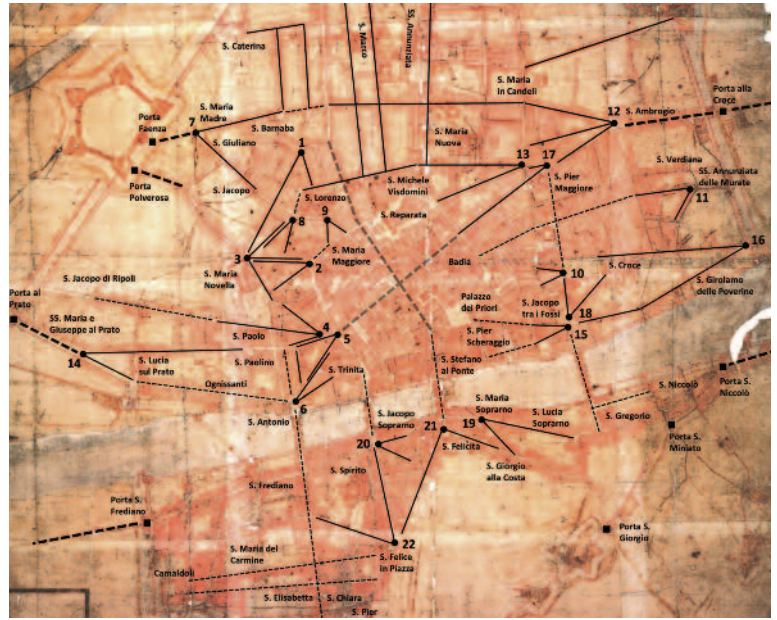 S. Caterina
S. Marco
SS. Annunziata
S. Maria
in Candeli
Porta alla
Croce
Porta
Faenza
7
S. Maria
Madre
S. Barnaba
12
S. Ambrogio
S. Giuliano
1
S. Maria
Nuova
13
17
Porta
Polverosa
S. Jacopo
S. Michele
Visdomini
S. Pier
Maggiore
S. Verdiana
SS. Annunziata
delle Murate
11
S. Lorenzo
9
8
S. Reparata
3
2
S. Maria
Maggiore
S. Maria
Novella
Badia
16
10
S. Croce
S. Jacopo di Ripoli
S. Girolamo
delle Poverine
Porta al
Prato
SS. Maria e
Giuseppe al Prato
Palazzo
dei Priori
S. Jacopo
tra i Fossi
18
4
5
S. Paolo
S. Pier
Scheraggio
15
14
S. Lucia
sul Prato
S. Paolino
S. Stefano
al Ponte
Ognissanti
S. Trinita
Porta S.
Niccolò
S. Niccolò
6
S. Antonio
S. Jacopo
Soprarno
S. Maria
Soprarno
19
S. Lucia
Soprarno
S. Gregorio
21
20
S. Felicita
Porta S.
Miniato
S. Frediano
S. Spirito
S. Giorgio
alla Costa
Porta S.
Frediano
Porta S.
Giorgio
22
S. Maria del
Carmine
S. Felice
in Piazza
Camaldoli
S. Elisabetta
S. Chiara
S. Pier